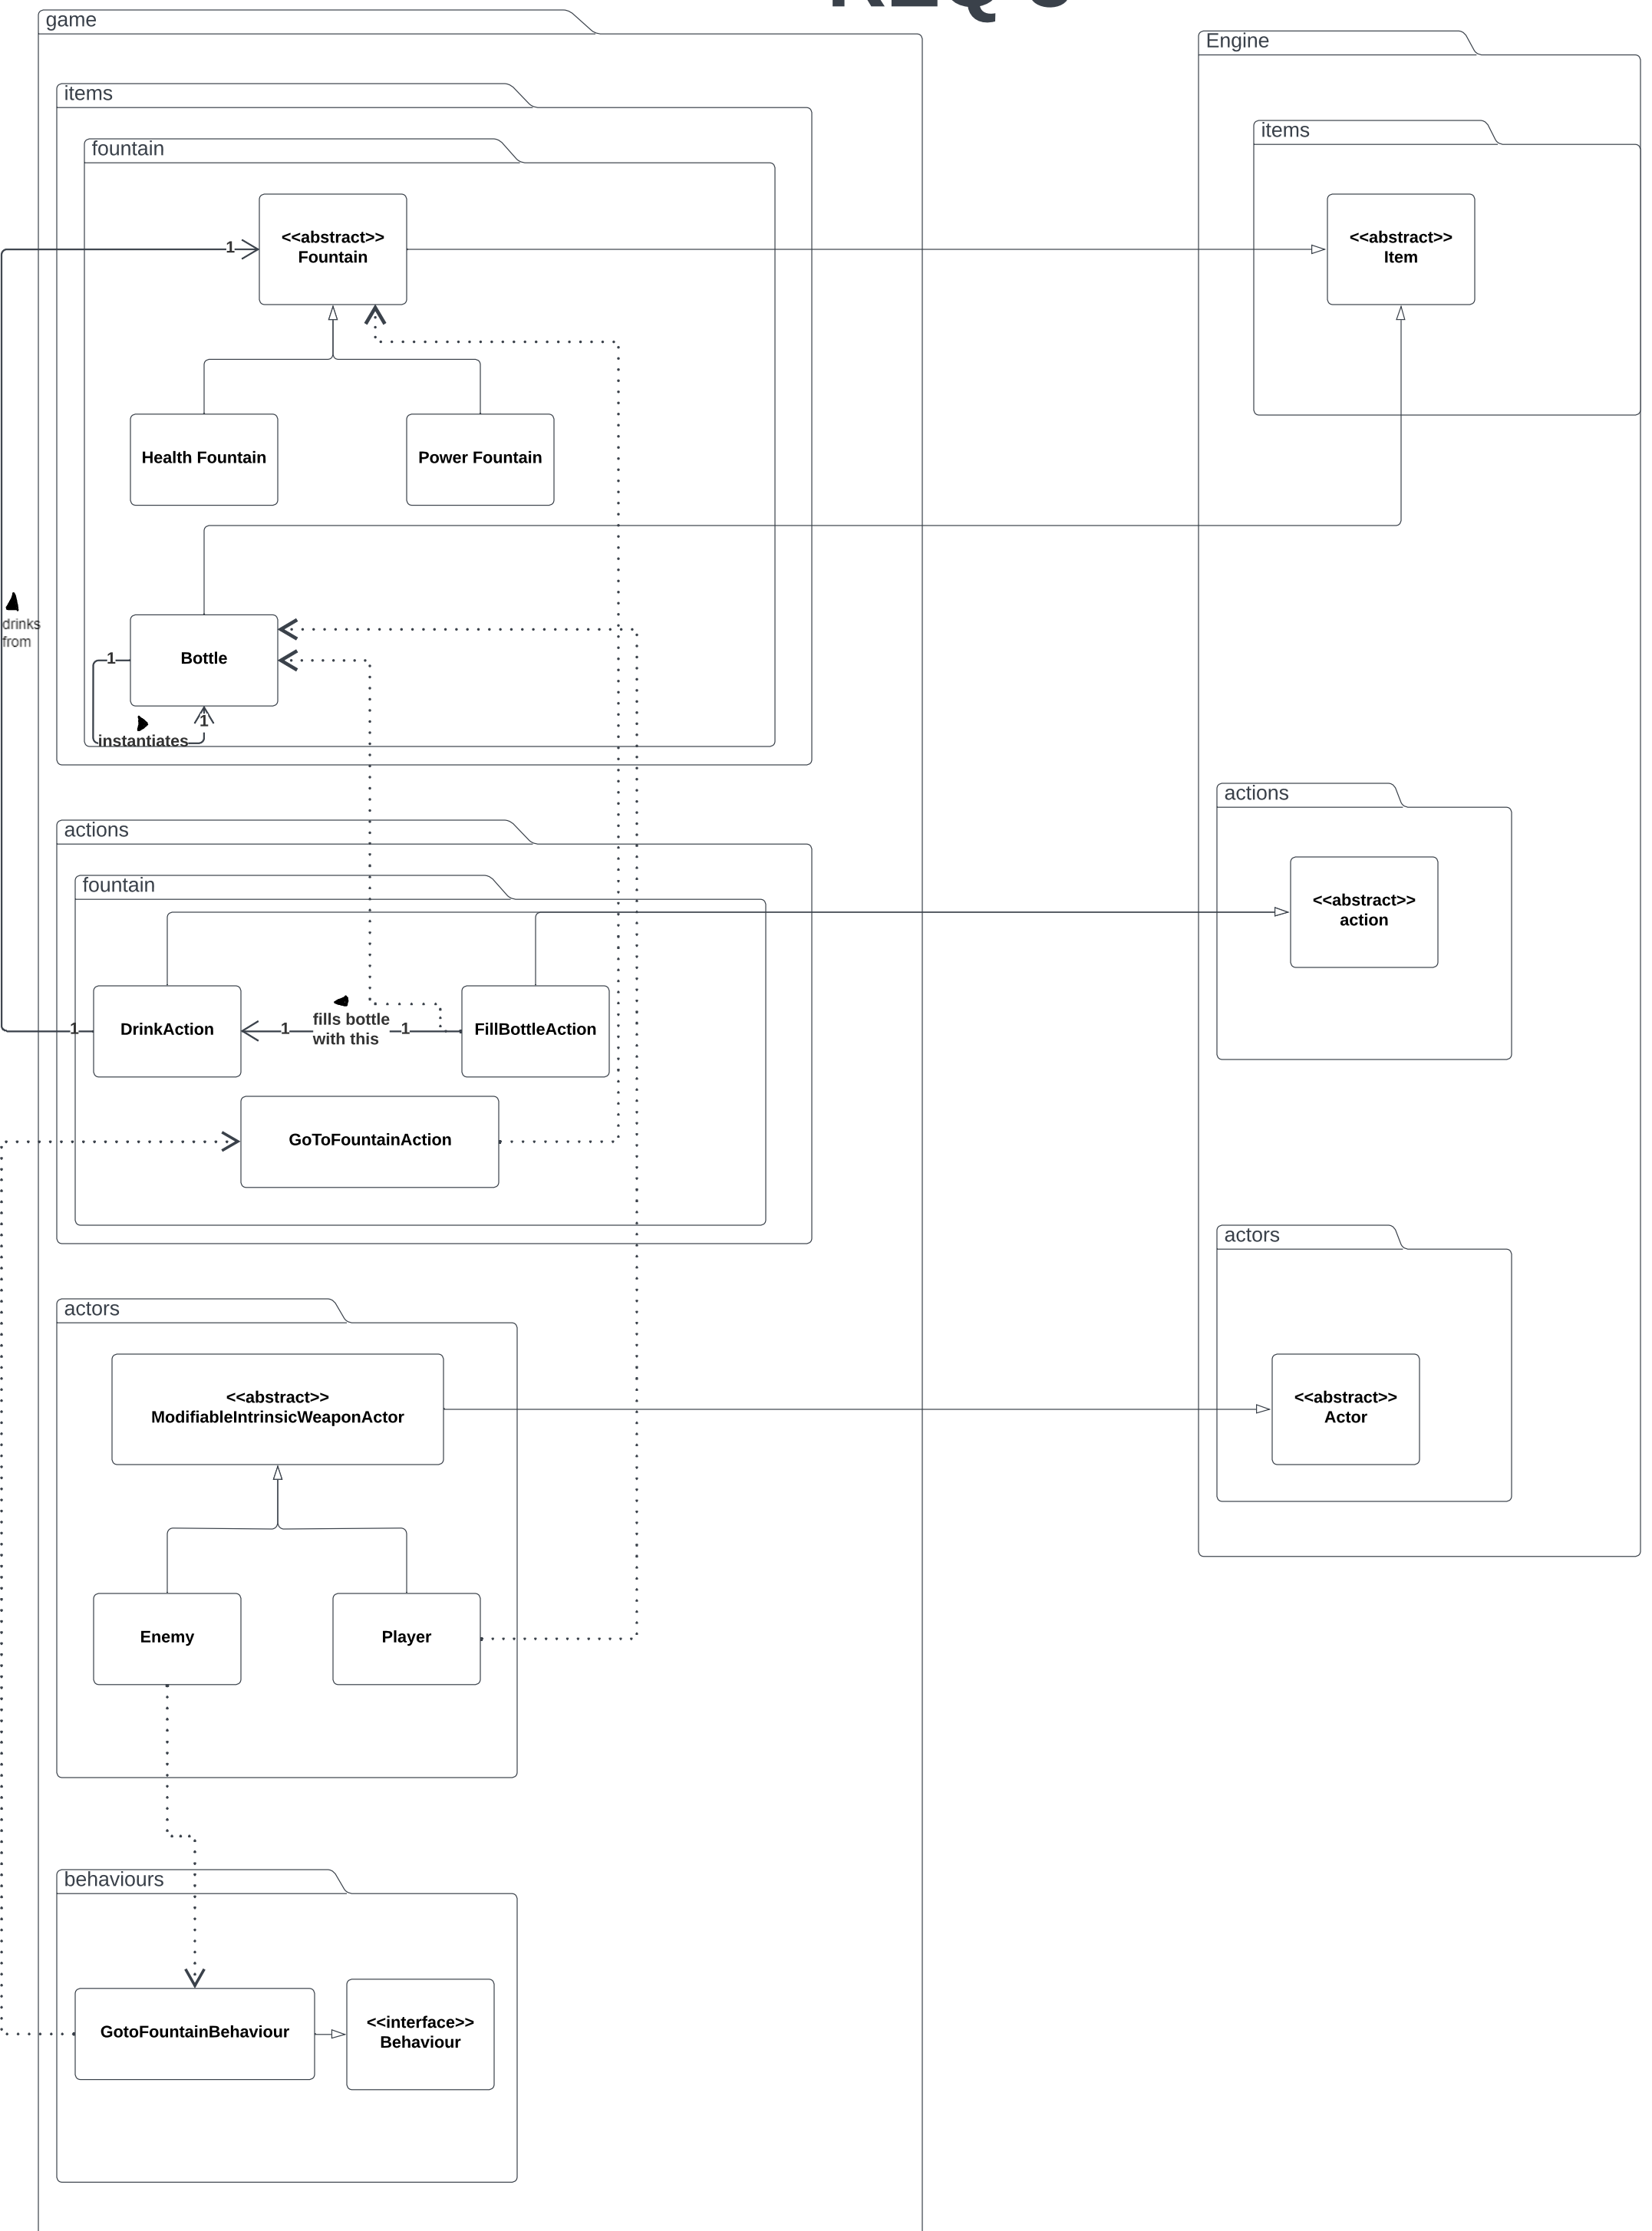 game
Engine
items
items
fountain
<<abstract>>
Fountain
<<abstract>>
Item
1
Health Fountain
Power Fountain
drinks
from
Bottle
1
1
instantiates
actions
actions
fountain
<<abstract>>
action
DrinkAction
1
1
fills bottle
with this
1
FillBottleAction
GoToFountainAction
actors
actors
<<abstract>>
ModifiableIntrinsicWeaponActor
<<abstract>>
Actor
Enemy
Player
behaviours
GotoFountainBehaviour
<<interface>>
Behaviour